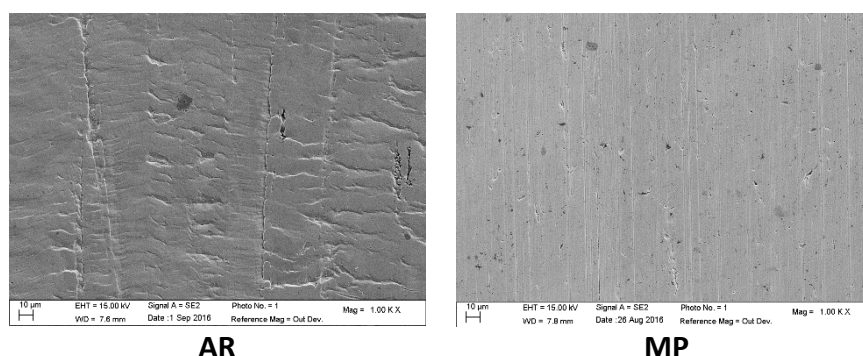 10 µm EHT = 15.00 kV Signal A = SE2 Photo No. = 1 Mag = 1.00 K X
WD = 7.6 mm Date :1 Sep 2016 Reference Mag = Out Dev.
AR
10 µm EHT = 15.00 kV Signal A = SE2 Photo No. = 1 Mag = 1.00 K X
WD = 7.8 mm Date :26 Aug 2016 Reference Mag = Out Dev.
MP